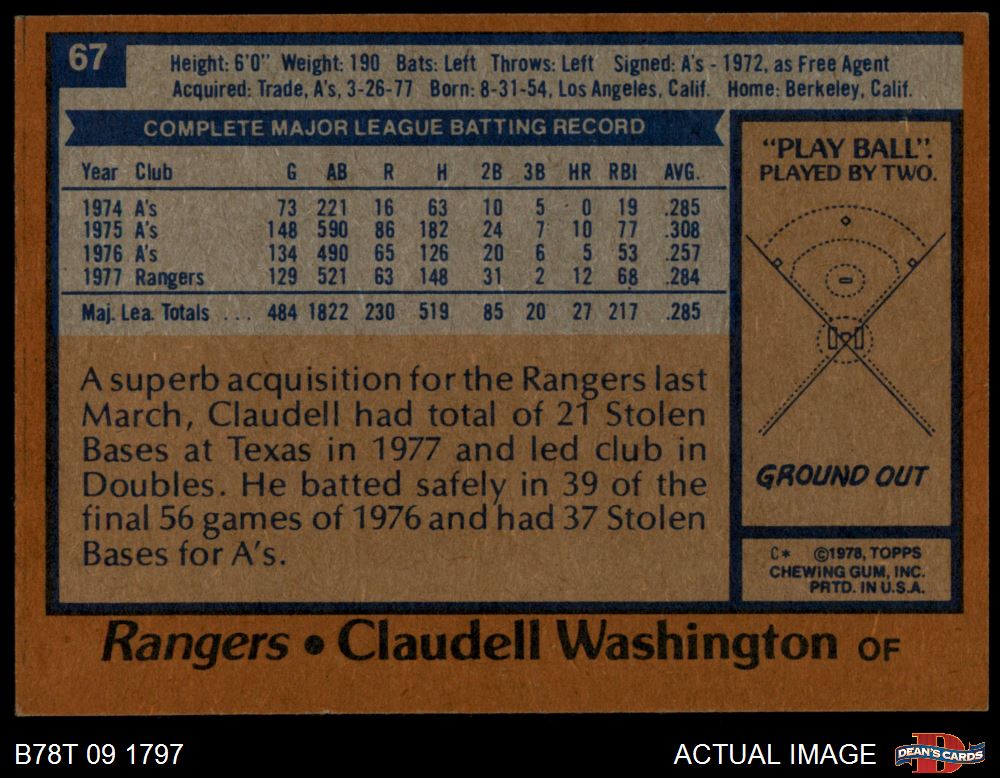 67
Height: 6'0" Weight: 190 Bats: Left Throws: Left Signed: A's - 1972, as Free Agent
Acquired: Trade, A's, 3-26-77 Born: 8-31-54, Los Angeles, Calif. Home: Berkeley, Calif.
COMPLETE MAJOR LEAGUE BATTING RECORD
Year Club G AB R H 2B 3B HR RBI AVG.
1974 A's 73 221 16 63 10 5 0 19 .285
1975 A's 148 590 86 182 24 7 10 77 .308
1976 A's 134 490 65 126 20 6 5 53 .257
1977 Rangers 129 521 63 148 31 2 12 68 .284
Maj. Lea. Totals . . . 484 1822 230 519 85 20 27 217 .285
A superb acquisition for the Rangers last
March, Claudell had total of 21 Stolen
Bases at Texas in 1977 and led club in
Doubles. He batted safely in 39 of the
final 56 games of 1976 and had 37 Stolen
Bases for A's.
"PLAY BALL".
PLAYED BY TWO.
GROUND OUT
C* ©1978, TOPPS
CHEWING GUM, INC.
PRTD. IN U.S.A.
Rangers • Claudell Washington OF
B78T 09 1797
ACTUAL IMAGE
D
DEAN'S CARDS